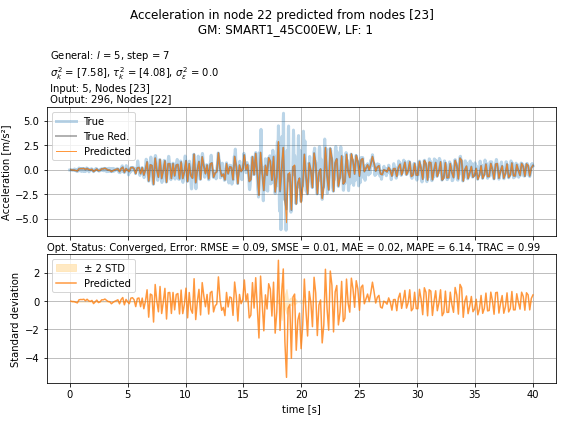 Acceleration in node 22 predicted from nodes [23]
GM: SMART1_45C00EW, LF: 1
General: l = 5, step = 7
σ²ₖ = [7.58], τ²ₖ = [4.08], σ²ε = 0.0
Input: 5, Nodes [23]
Output: 296, Nodes [22]
Acceleration [m/s²]
5.0
2.5
0.0
−2.5
−5.0
True
True Red.
Predicted
Opt. Status: Converged, Error: RMSE = 0.09, SMSE = 0.01, MAE = 0.02, MAPE = 6.14, TRAC = 0.99
Standard deviation
2
0
−2
−4
± 2 STD
Predicted
0 5 10 15 20 25 30 35 40
time [s]